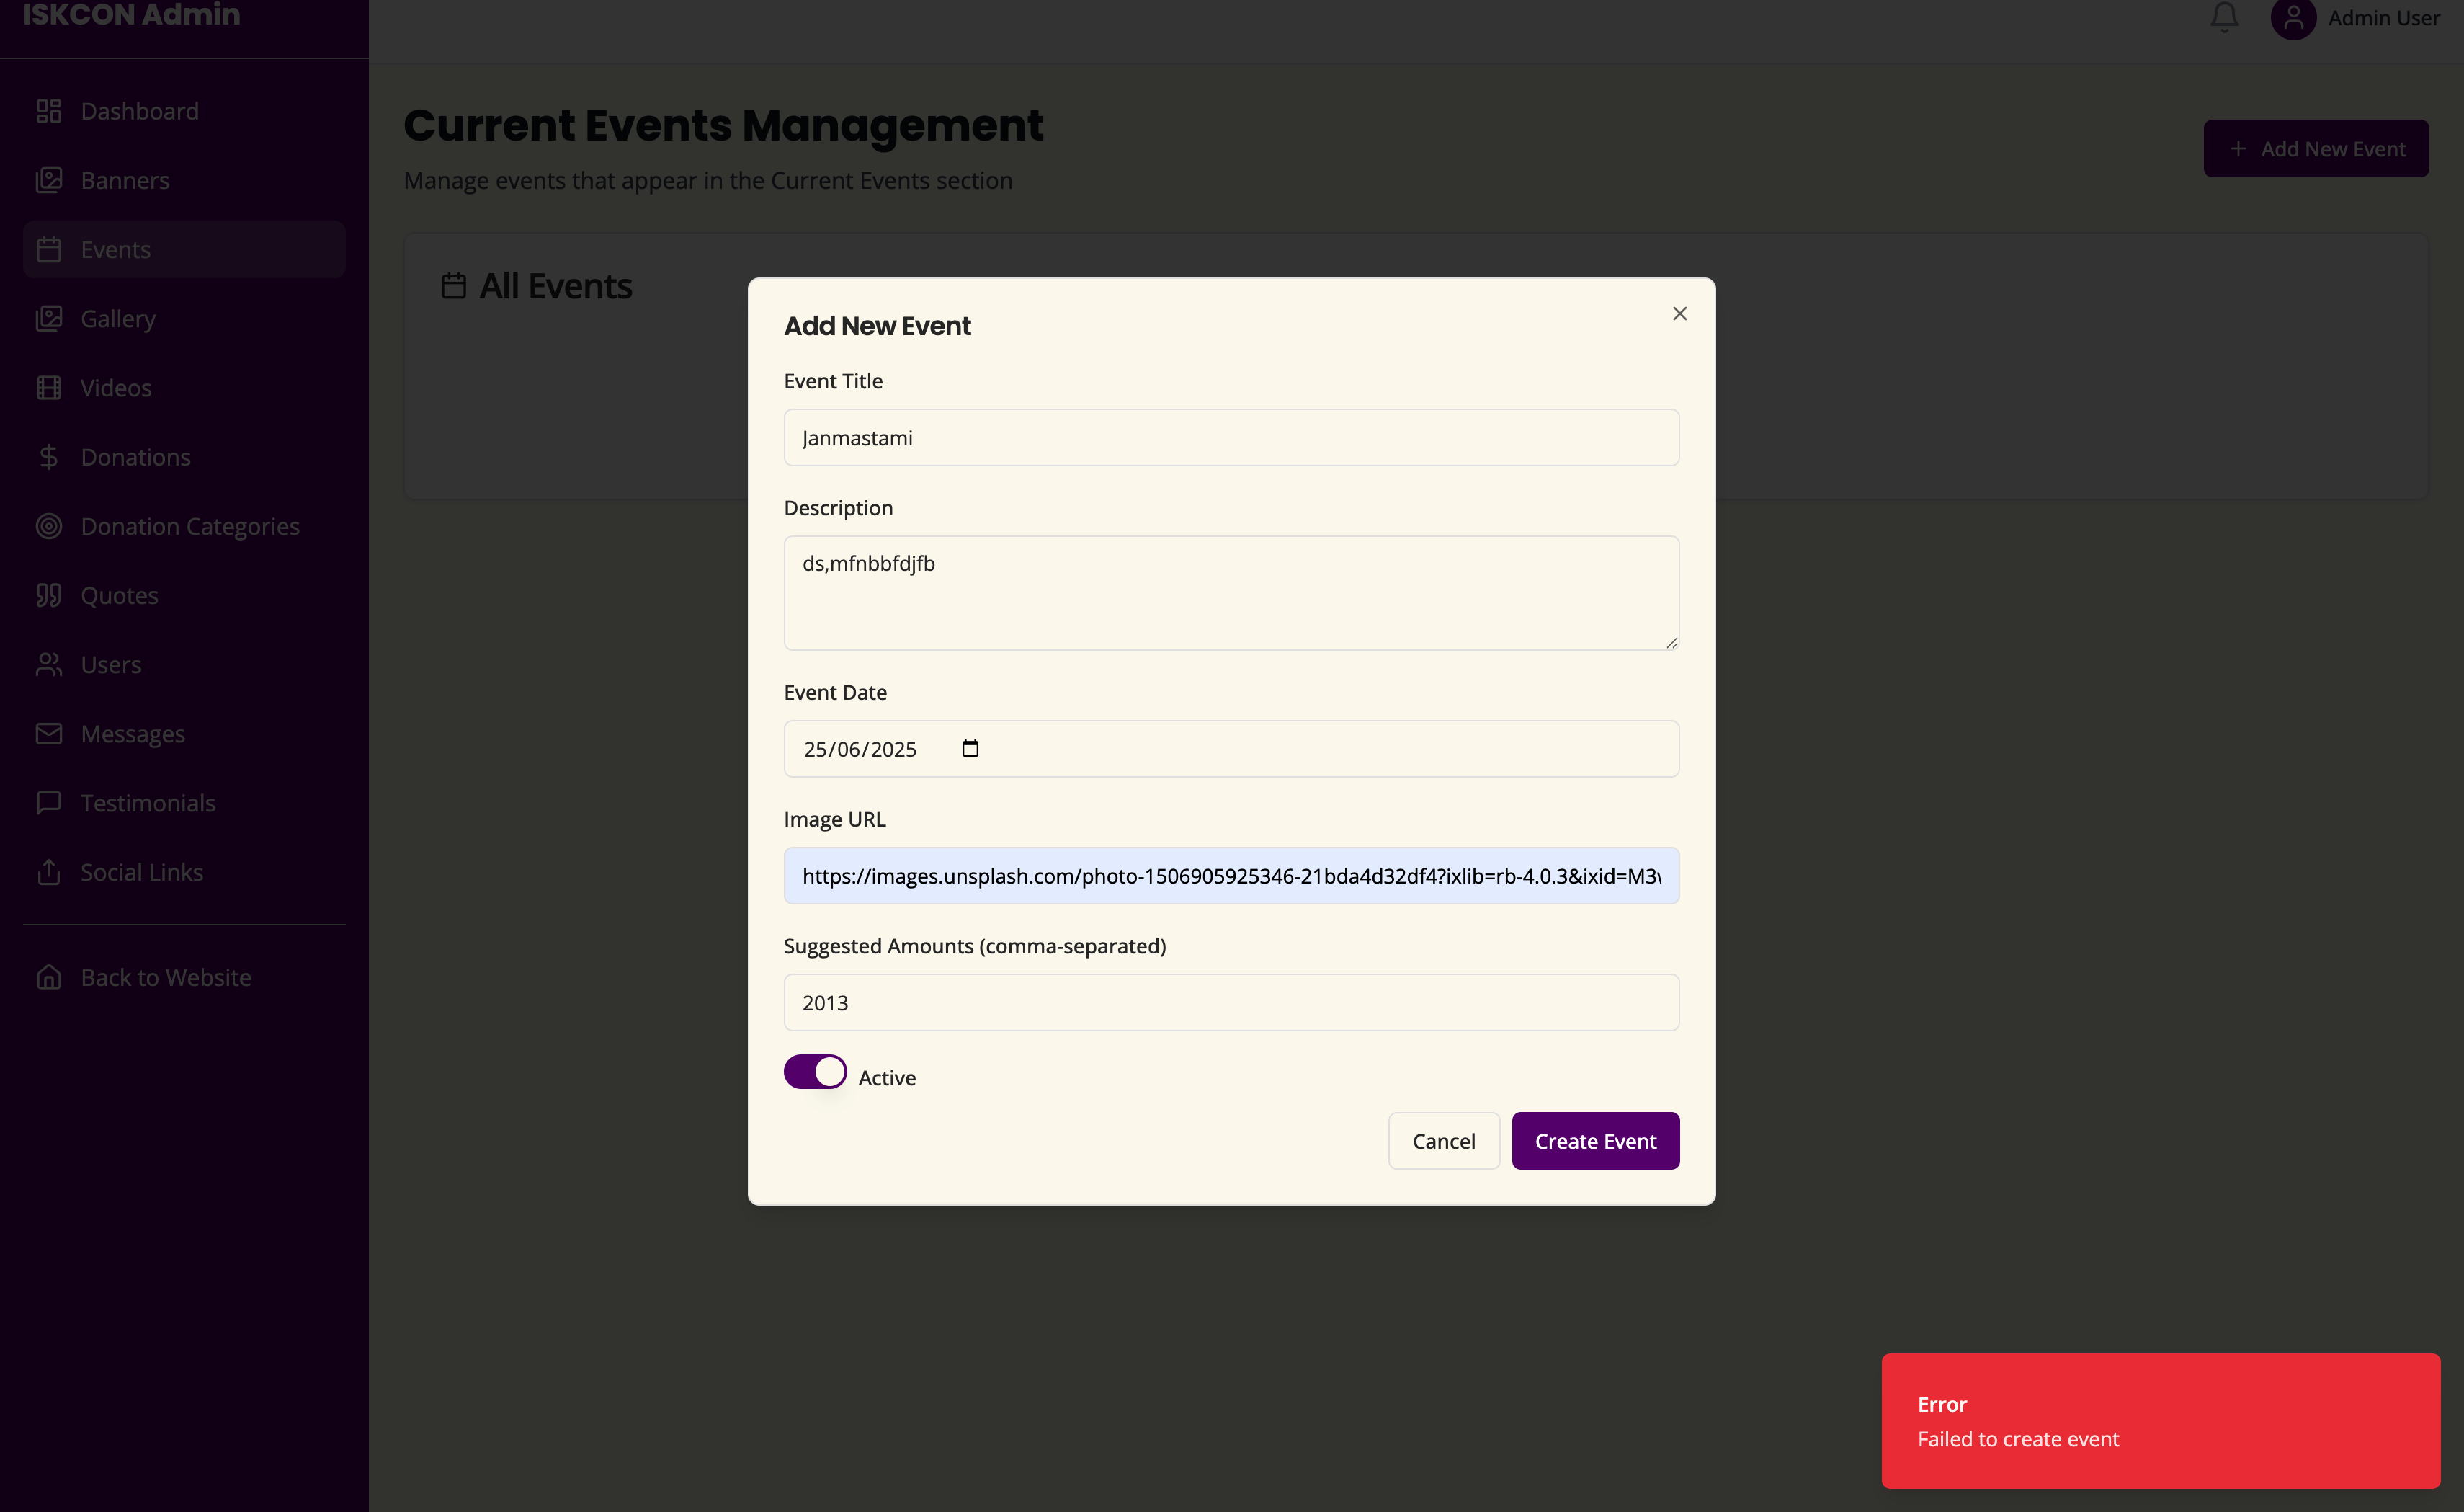 ISKCON Admin
Admin User
Dashboard
Banners
Events
Gallery
Videos
Donations
Donation Categories
Quotes
Users
Messages
Testimonials
Social Links
Back to Website
Current Events Management
Manage events that appear in the Current Events section
Add New Event
All Events
Add New Event
Event Title
Janmastami
Description
ds,mfnbbfdjfb
Event Date
25/06/2025
Image URL
https://images.unsplash.com/photo-1506905925346-21bda4d32df4?ixlib=rb-4.0.3&ixid=M3
Suggested Amounts (comma-separated)
2013
Active
Cancel
Create Event
Error
Failed to create event